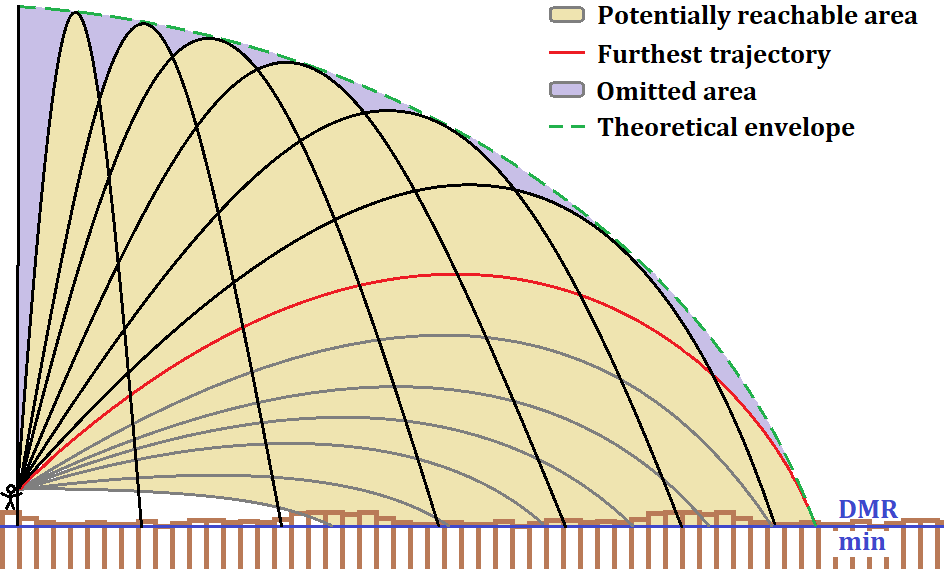 Potentially reachable area
Furthest trajectory
Omitted area
Theoretical envelope
DMR
min